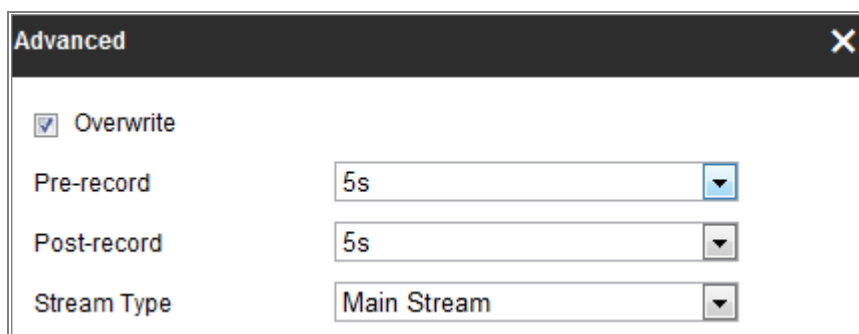 Advanced
Overwrite
Pre-record 5s
Post-record 5s
Stream Type Main Stream